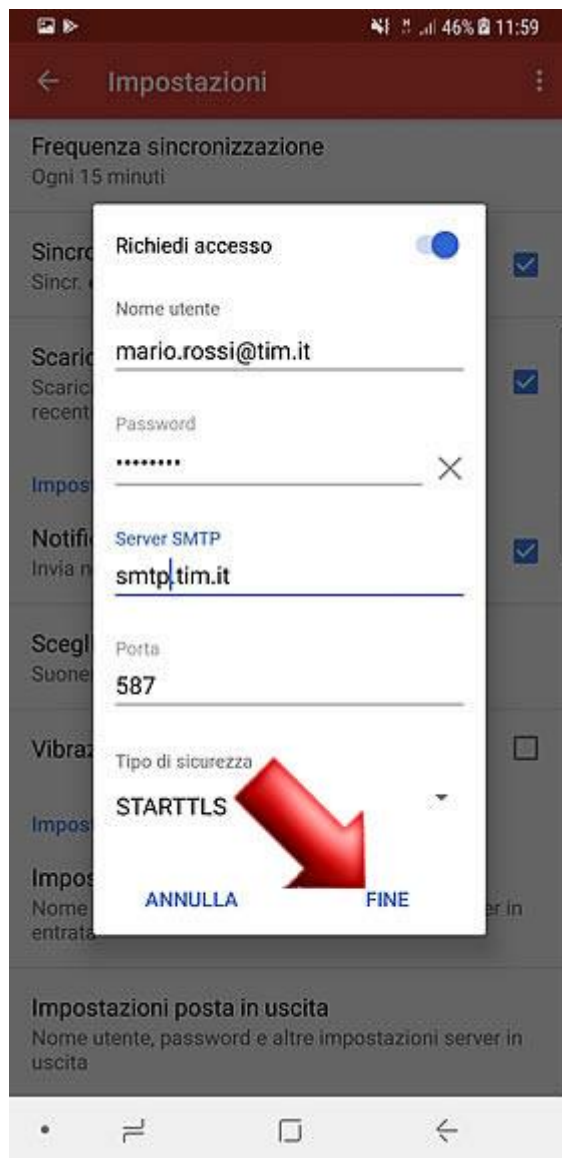 46% 11:59
Impostazioni
Frequenza sincronizzazione
Ogni 15 minuti
Richiedi accesso
Nome utente
mario.rossi@tim.it
Password
••••••••
Server SMTP
smtp.tim.it
Porta
587
Tipo di sicurezza
STARTTLS
ANNULLA FINE
Nome
entrata
Impostazioni posta in uscita
Nome utente, password e altre impostazioni server in
uscita